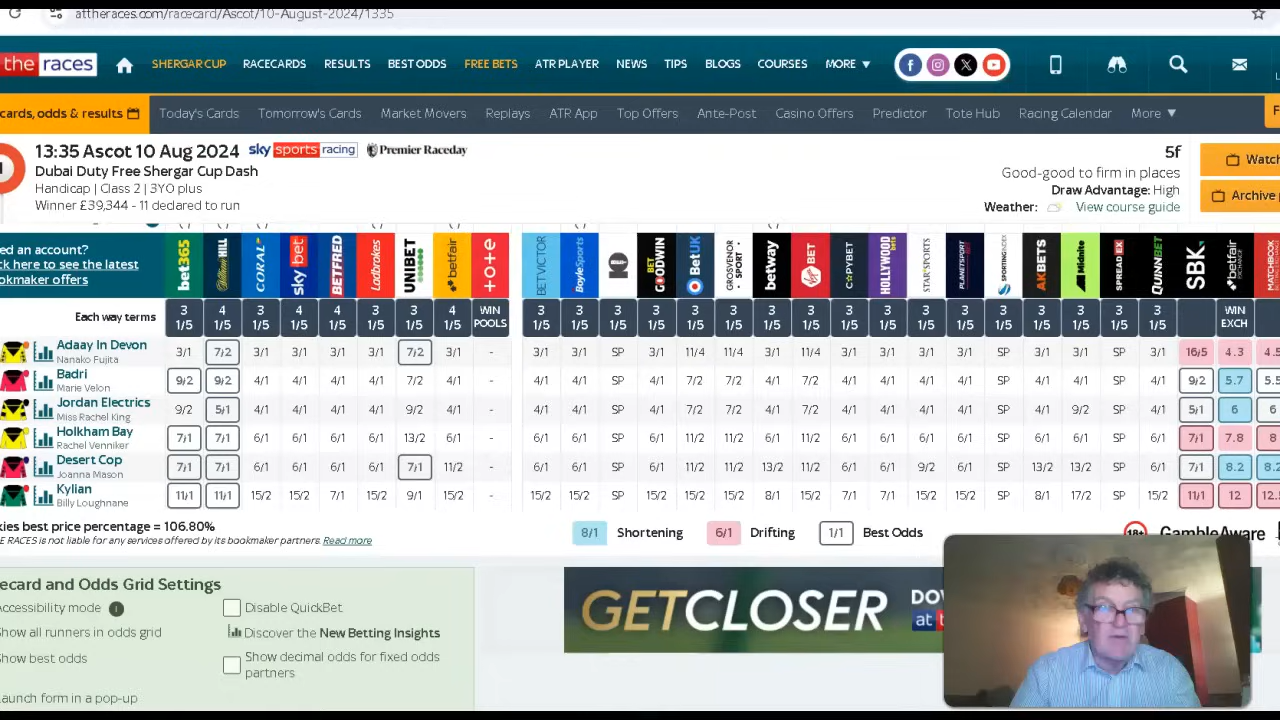 attheraces.com/racecard/Ascot/10-August-2024/1335
the races SHERGAR CUP RACECARDS RESULTS BEST ODDS FREE BETS ATR PLAYER NEWS TIPS BLOGS COURSES MORE ▼
cards, odds & results Today's Cards Tomorrow's Cards Market Movers Replays ATR App Top Offers Ante-Post Casino Offers Predictor Tote Hub Racing Calendar More ▼
13:35 Ascot 10 Aug 2024 sky sports racing Premier Raceday 5f
Dubai Duty Free Shergar Cup Dash Good-good to firm in places
Handicap | Class 2 | 3YO plus Draw Advantage: High
Winner £39,344 - 11 declared to run Weather: View course guide
Watch
Archive
ed an account?
ck here to see the latest
okmaker offers
bet365 William HILL CORAL sky bet BETFRED Ladbrokes UNIBET betfair tote BETVICTOR BoyleSports 10 BET GOODWIN BetUK GROSVENOR SPORT betway Virgin BET COPYBET HOLLYWOOD bets STARSPORTS PLANETSPORT bet SPORTINGINDEX AKBETS Midnite SPREAD EX QUINNBET SBK betfair EXCHANGE MATCHBOOK
Each way terms 3 4 3 4 4 3 3 4 WIN 3 3 3 3 3 3 3 3 3 3 3 3 3 3 3 3 3 WIN
1/5 1/5 1/5 1/5 1/5 1/5 1/5 1/5 POOLS 1/5 1/5 1/5 1/5 1/5 1/5 1/5 1/5 1/5 1/5 1/5 1/5 1/5 1/5 1/5 1/5 1/5 EXCH
Adaay In Devon 3/1 7/2 3/1 3/1 3/1 3/1 7/2 3/1 - 3/1 3/1 SP 3/1 11/4 11/4 3/1 11/4 3/1 3/1 3/1 3/1 SP 3/1 3/1 SP 3/1 16/5 4.3 4.5
Nanako Fujita
Badri 9/2 9/2 4/1 4/1 4/1 4/1 7/2 4/1 - 4/1 4/1 SP 4/1 7/2 7/2 4/1 7/2 4/1 4/1 4/1 4/1 SP 4/1 4/1 SP 4/1 9/2 5.7 5.5
Marie Velon
Jordan Electrics 9/2 5/1 4/1 4/1 4/1 4/1 9/2 4/1 - 4/1 4/1 SP 4/1 7/2 7/2 4/1 7/2 4/1 4/1 4/1 4/1 SP 4/1 9/2 SP 4/1 5/1 6
Miss Rachel King
Holkham Bay 7/1 7/1 6/1 6/1 6/1 6/1 13/2 6/1 - 6/1 6/1 SP 6/1 11/2 11/2 6/1 11/2 6/1 6/1 6/1 6/1 SP 6/1 6/1 SP 6/1 7/1 7.8 8
Rachel Venniker
Desert Cop 7/1 7/1 6/1 6/1 6/1 6/1 7/1 11/2 - 6/1 6/1 SP 6/1 11/2 11/2 13/2 11/2 6/1 6/1 9/2 6/1 SP 13/2 13/2 SP 6/1 7/1 8.2 8.2
Joanna Mason
Kylian 11/1 11/1 15/2 15/2 7/1 15/2 9/1 15/2 - 15/2 15/2 SP 15/2 15/2 15/2 8/1 15/2 7/1 7/1 15/2 15/2 SP 8/1 17/2 SP 15/2 11/1 12 12.5
Billy Loughnane
kies best price percentage = 106.80% 8/1 Shortening 6/1 Drifting 1/1 Best Odds 18+ GambleAware
E RACES is not liable for any services offered by its bookmaker partners. Read more
ecard and Odds Grid Settings
Accessibility mode Disable QuickBet
Show all runners in odds grid Discover the New Betting Insights
Show best odds Show decimal odds for fixed odds
partners
Launch form in a pop-up
GETCLOSER
at